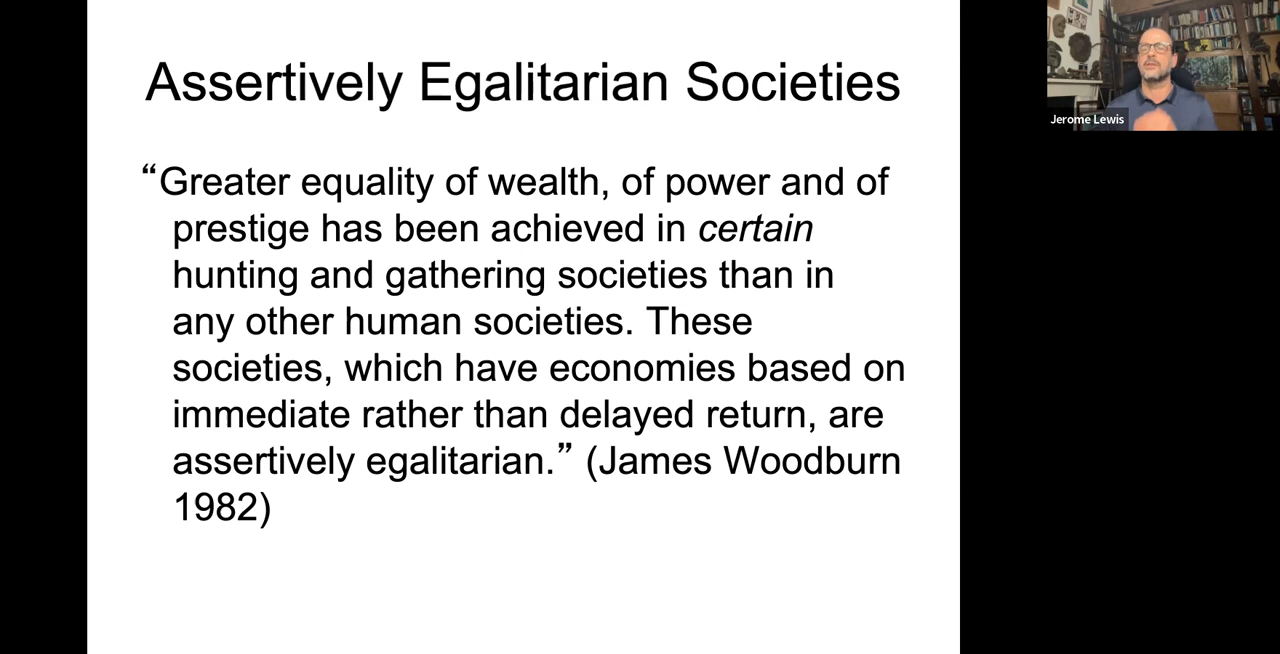 Assertively Egalitarian Societies
“Greater equality of wealth, of power and of
prestige has been achieved in certain
hunting and gathering societies than in
any other human societies. These
societies, which have economies based on
immediate rather than delayed return, are
assertively egalitarian.” (James Woodburn
1982)
Jerome Lewis